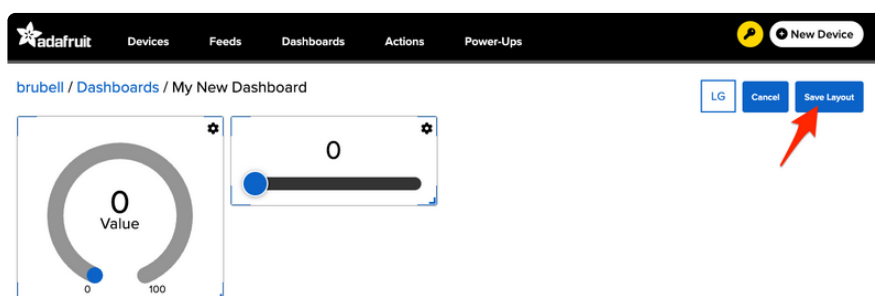 adafruit Devices Feeds Dashboards Actions Power-Ups New Device
brubell / Dashboards / My New Dashboard
LG Cancel Save Layout
0
Value
0 100
0